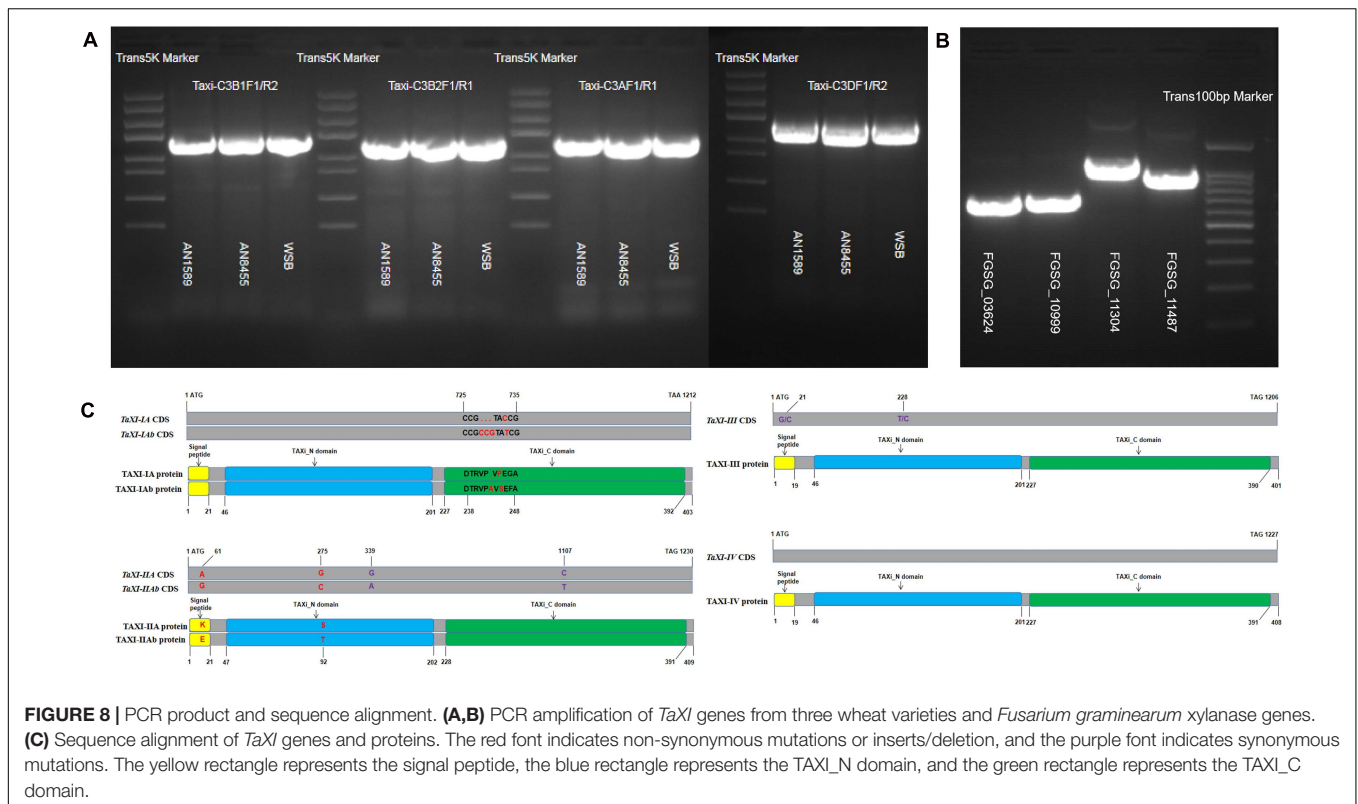 A
B
Trans5K Marker
Taxi-C3B1F1/R2
Trans5K Marker
Taxi-C3B2F1/R1
Trans5K Marker
Taxi-C3AF1/R1
Trans5K Marker
Taxi-C3DF1/R2
Trans100bp Marker
AN1589
AN8455
WSB
AN1589
AN8455
WSB
AN1589
AN8455
WSB
AN1589
AN8455
WSB
FGSG_03624
FGSG_10999
FGSG_11304
FGSG_11487
C
1 ATG 725 735 TAA 1212
TaXI-IA CDS CCG...TACCG
TaXI-IAb CDS CCGCCGTATCG
Signal peptide TAXi_N domain TAXi_C domain
TAXI-IA protein DTRVP VPEGA
TAXI-IAb protein DTRVPAVSEFA
1 21 46 201 227 238 248 392 403
1 ATG 61 275 339 1107 TAG 1230
TaXI-IIA CDS A G G C
TaXI-IIAb CDS G C A T
Signal peptide TAXi_N domain TAXi_C domain
TAXI-IIA protein K S
TAXI-IIAb protein E T
1 21 47 92 202 228 391 409
1 ATG 21 228 TAG 1206
TaXI-III CDS G/C T/C
Signal peptide TAXi_N domain TAXi_C domain
TAXI-III protein
1 19 46 201 227 390 401
1 ATG TAG 1227
TaXI-IV CDS
Signal peptide TAXi_N domain TAXi_C domain
TAXI-IV protein
1 19 46 201 227 391 408
FIGURE 8 | PCR product and sequence alignment. (A,B) PCR amplification of TaXI genes from three wheat varieties and Fusarium graminearum xylanase genes.
(C) Sequence alignment of TaXI genes and proteins. The red font indicates non-synonymous mutations or inserts/deletion, and the purple font indicates synonymous
mutations. The yellow rectangle represents the signal peptide, the blue rectangle represents the TAXI_N domain, and the green rectangle represents the TAXI_C
domain.